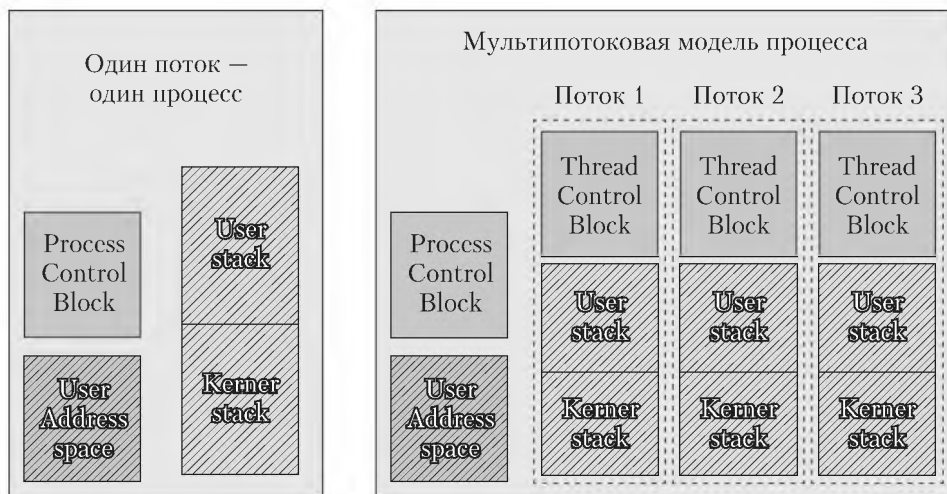 Один поток —
один процесс
Process
Control
Block
User
Address
space
User
stack
Kerner
stack
Мультипотоковая модель процесса
Поток 1
Поток 2
Поток 3
Process
Control
Block
User
Address
space
Thread
Control
Block
User
stack
Kerner
stack
Thread
Control
Block
User
stack
Kerner
stack
Thread
Control
Block
User
stack
Kerner
stack